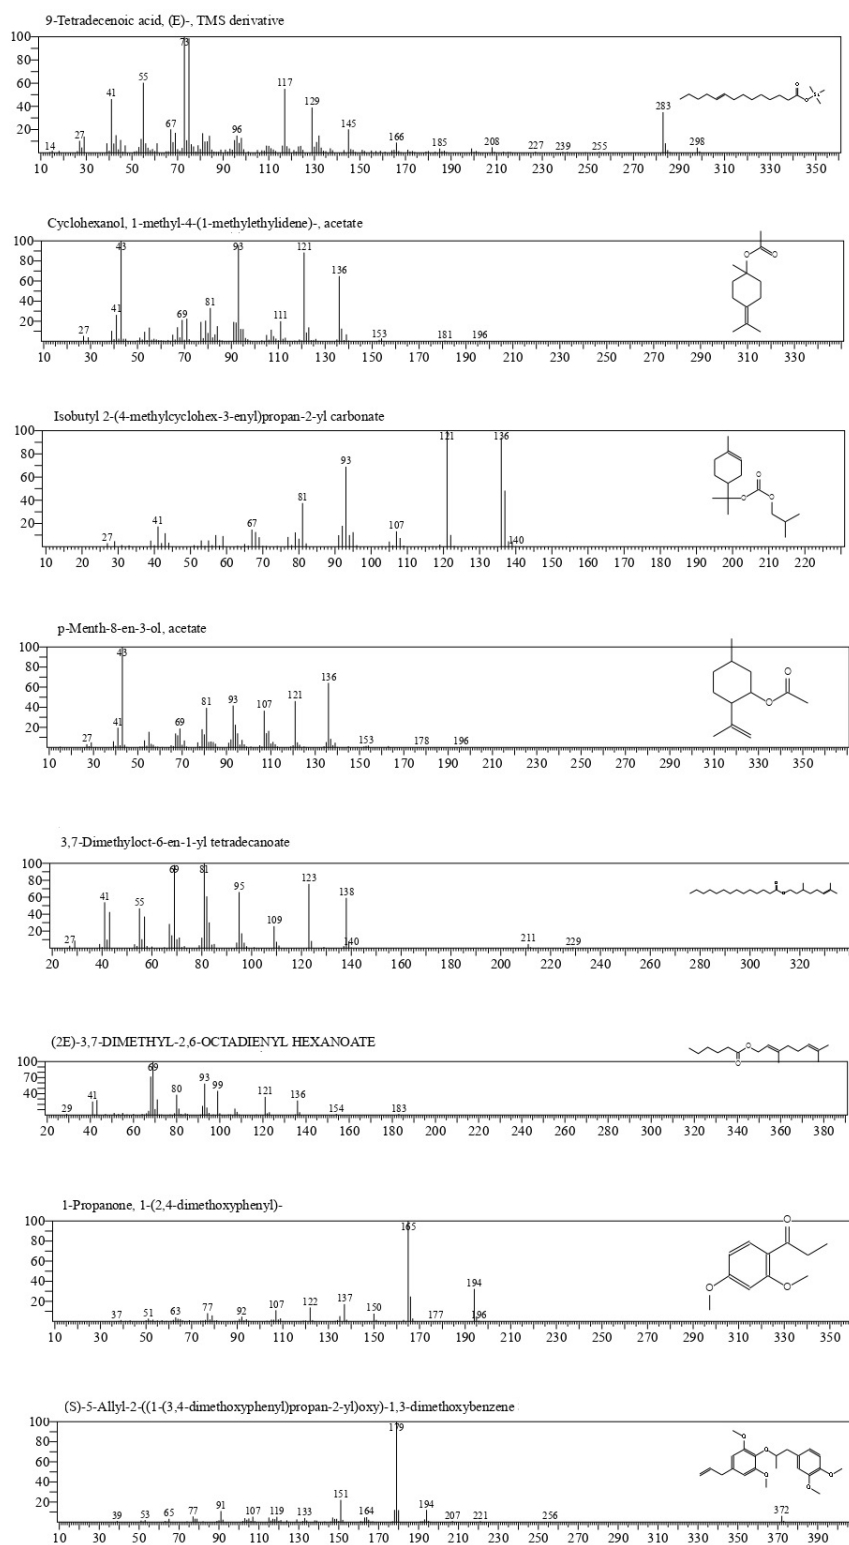 9-Tetradecenoic acid, (E)-, TMS derivative
100
80
60
40
20
14 27 41 55 67 73 96 117 129 145 166 185 208 227 239 255 283 298
O
Si
O
10 30 50 70 90 110 130 150 170 190 210 230 250 270 290 310 330 350
Cyclohexanol, 1-methyl-4-(1-methylethylidene)-, acetate
100
80
60
40
20
27 41 43 69 81 93 111 121 136 153 181 196
O
O
10 30 50 70 90 110 130 150 170 190 210 230 250 270 290 310 330
Isobutyl 2-(4-methylcyclohex-3-enyl)propan-2-yl carbonate
100
80
60
40
20
27 41 67 81 93 107 121 136 140
O
O
O
10 20 30 40 50 60 70 80 90 100 110 120 130 140 150 160 170 180 190 200 210 220
p-Menth-8-en-3-ol, acetate
100
80
60
40
20
27 41 43 69 81 93 107 121 136 153 178 196
O
O
10 30 50 70 90 110 130 150 170 190 210 230 250 270 290 310 330 350
3,7-Dimethyloct-6-en-1-yl tetradecanoate
100
80
60
40
20
27 41 55 69 81 95 109 123 138 140 211 229
20 40 60 80 100 120 140 160 180 200 220 240 260 280 300 320
(2E)-3,7-DIMETHYL-2,6-OCTADIENYL HEXANOATE
100
70
40
29 41 69 80 93 99 121 136 154 183
O
O
20 40 60 80 100 120 140 160 180 200 220 240 260 280 300 320 340 360 380
1-Propanone, 1-(2,4-dimethoxyphenyl)-
100
80
60
40
20
37 51 63 77 92 107 122 137 150 165 177 194 196
O
O
O
10 30 50 70 90 110 130 150 170 190 210 230 250 270 290 310 330 350
(S)-5-Allyl-2-((1-(3,4-dimethoxyphenyl)propan-2-yl)oxy)-1,3-dimethoxybenzene
100
80
60
40
20
39 53 65 77 91 107 119 133 151 164 179 194 207 221 256 372
O
O
O
O
O
10 30 50 70 90 110 130 150 170 190 210 230 250 270 290 310 330 350 370 390